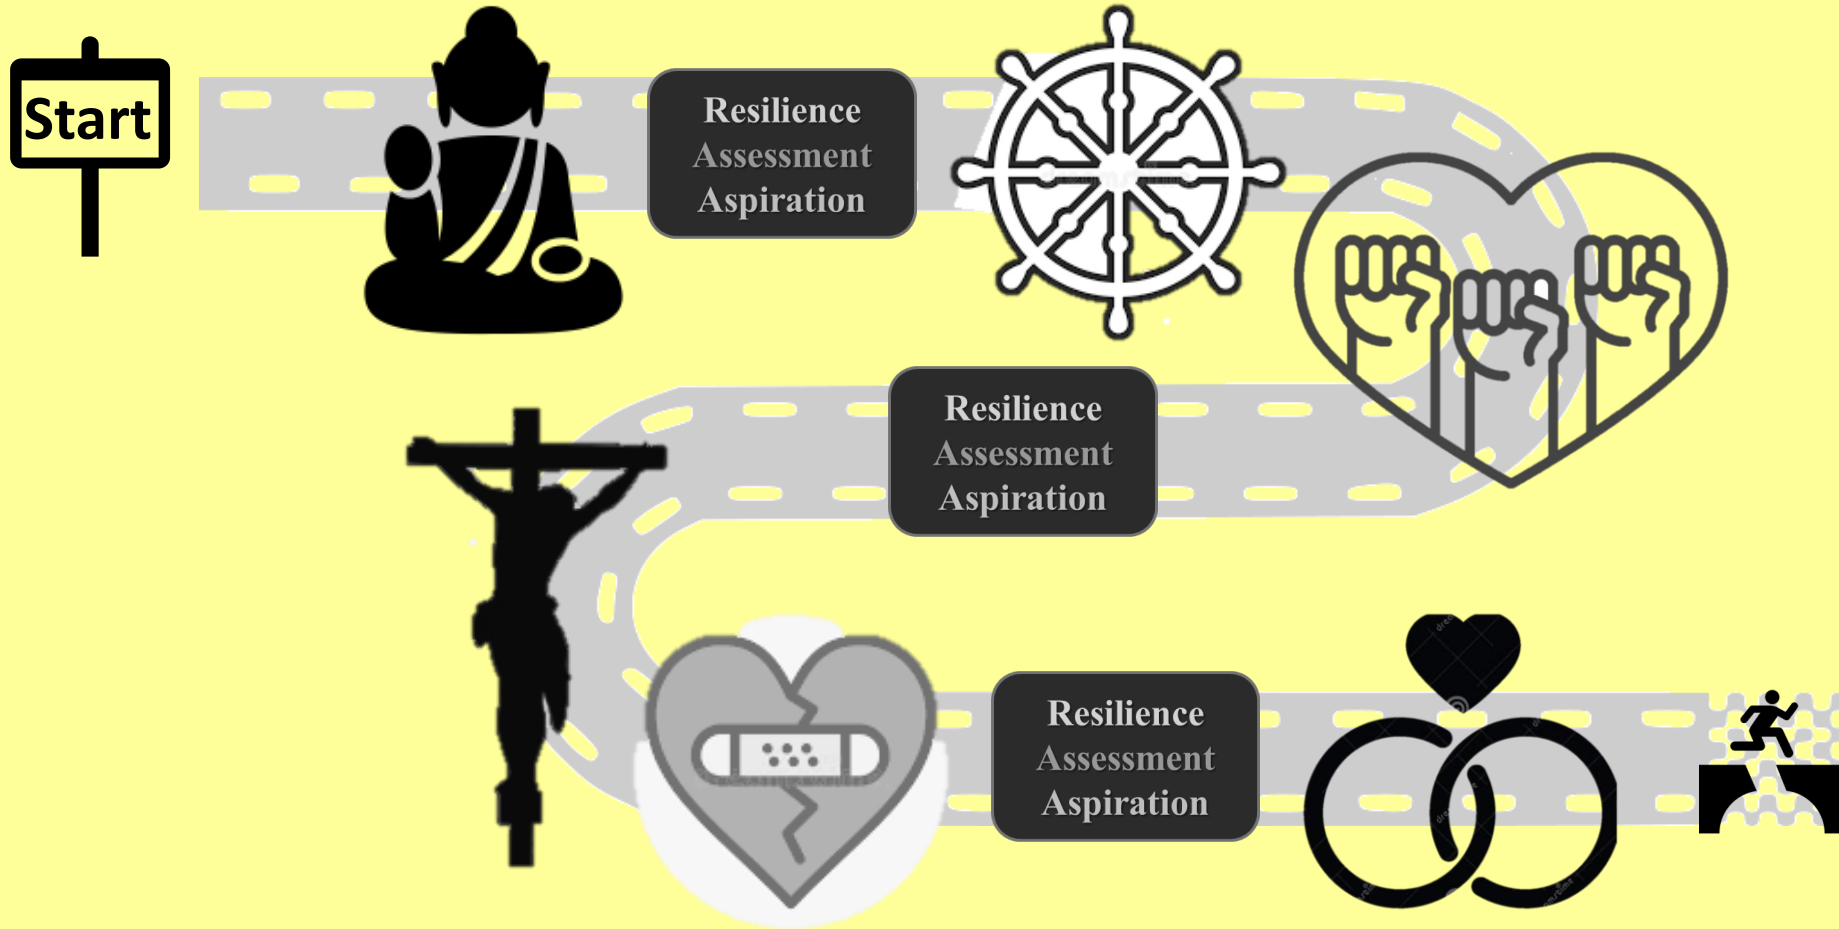 Start
Resilience
Assessment
Aspiration
Resilience
Assessment
Aspiration
Resilience
Assessment
Aspiration